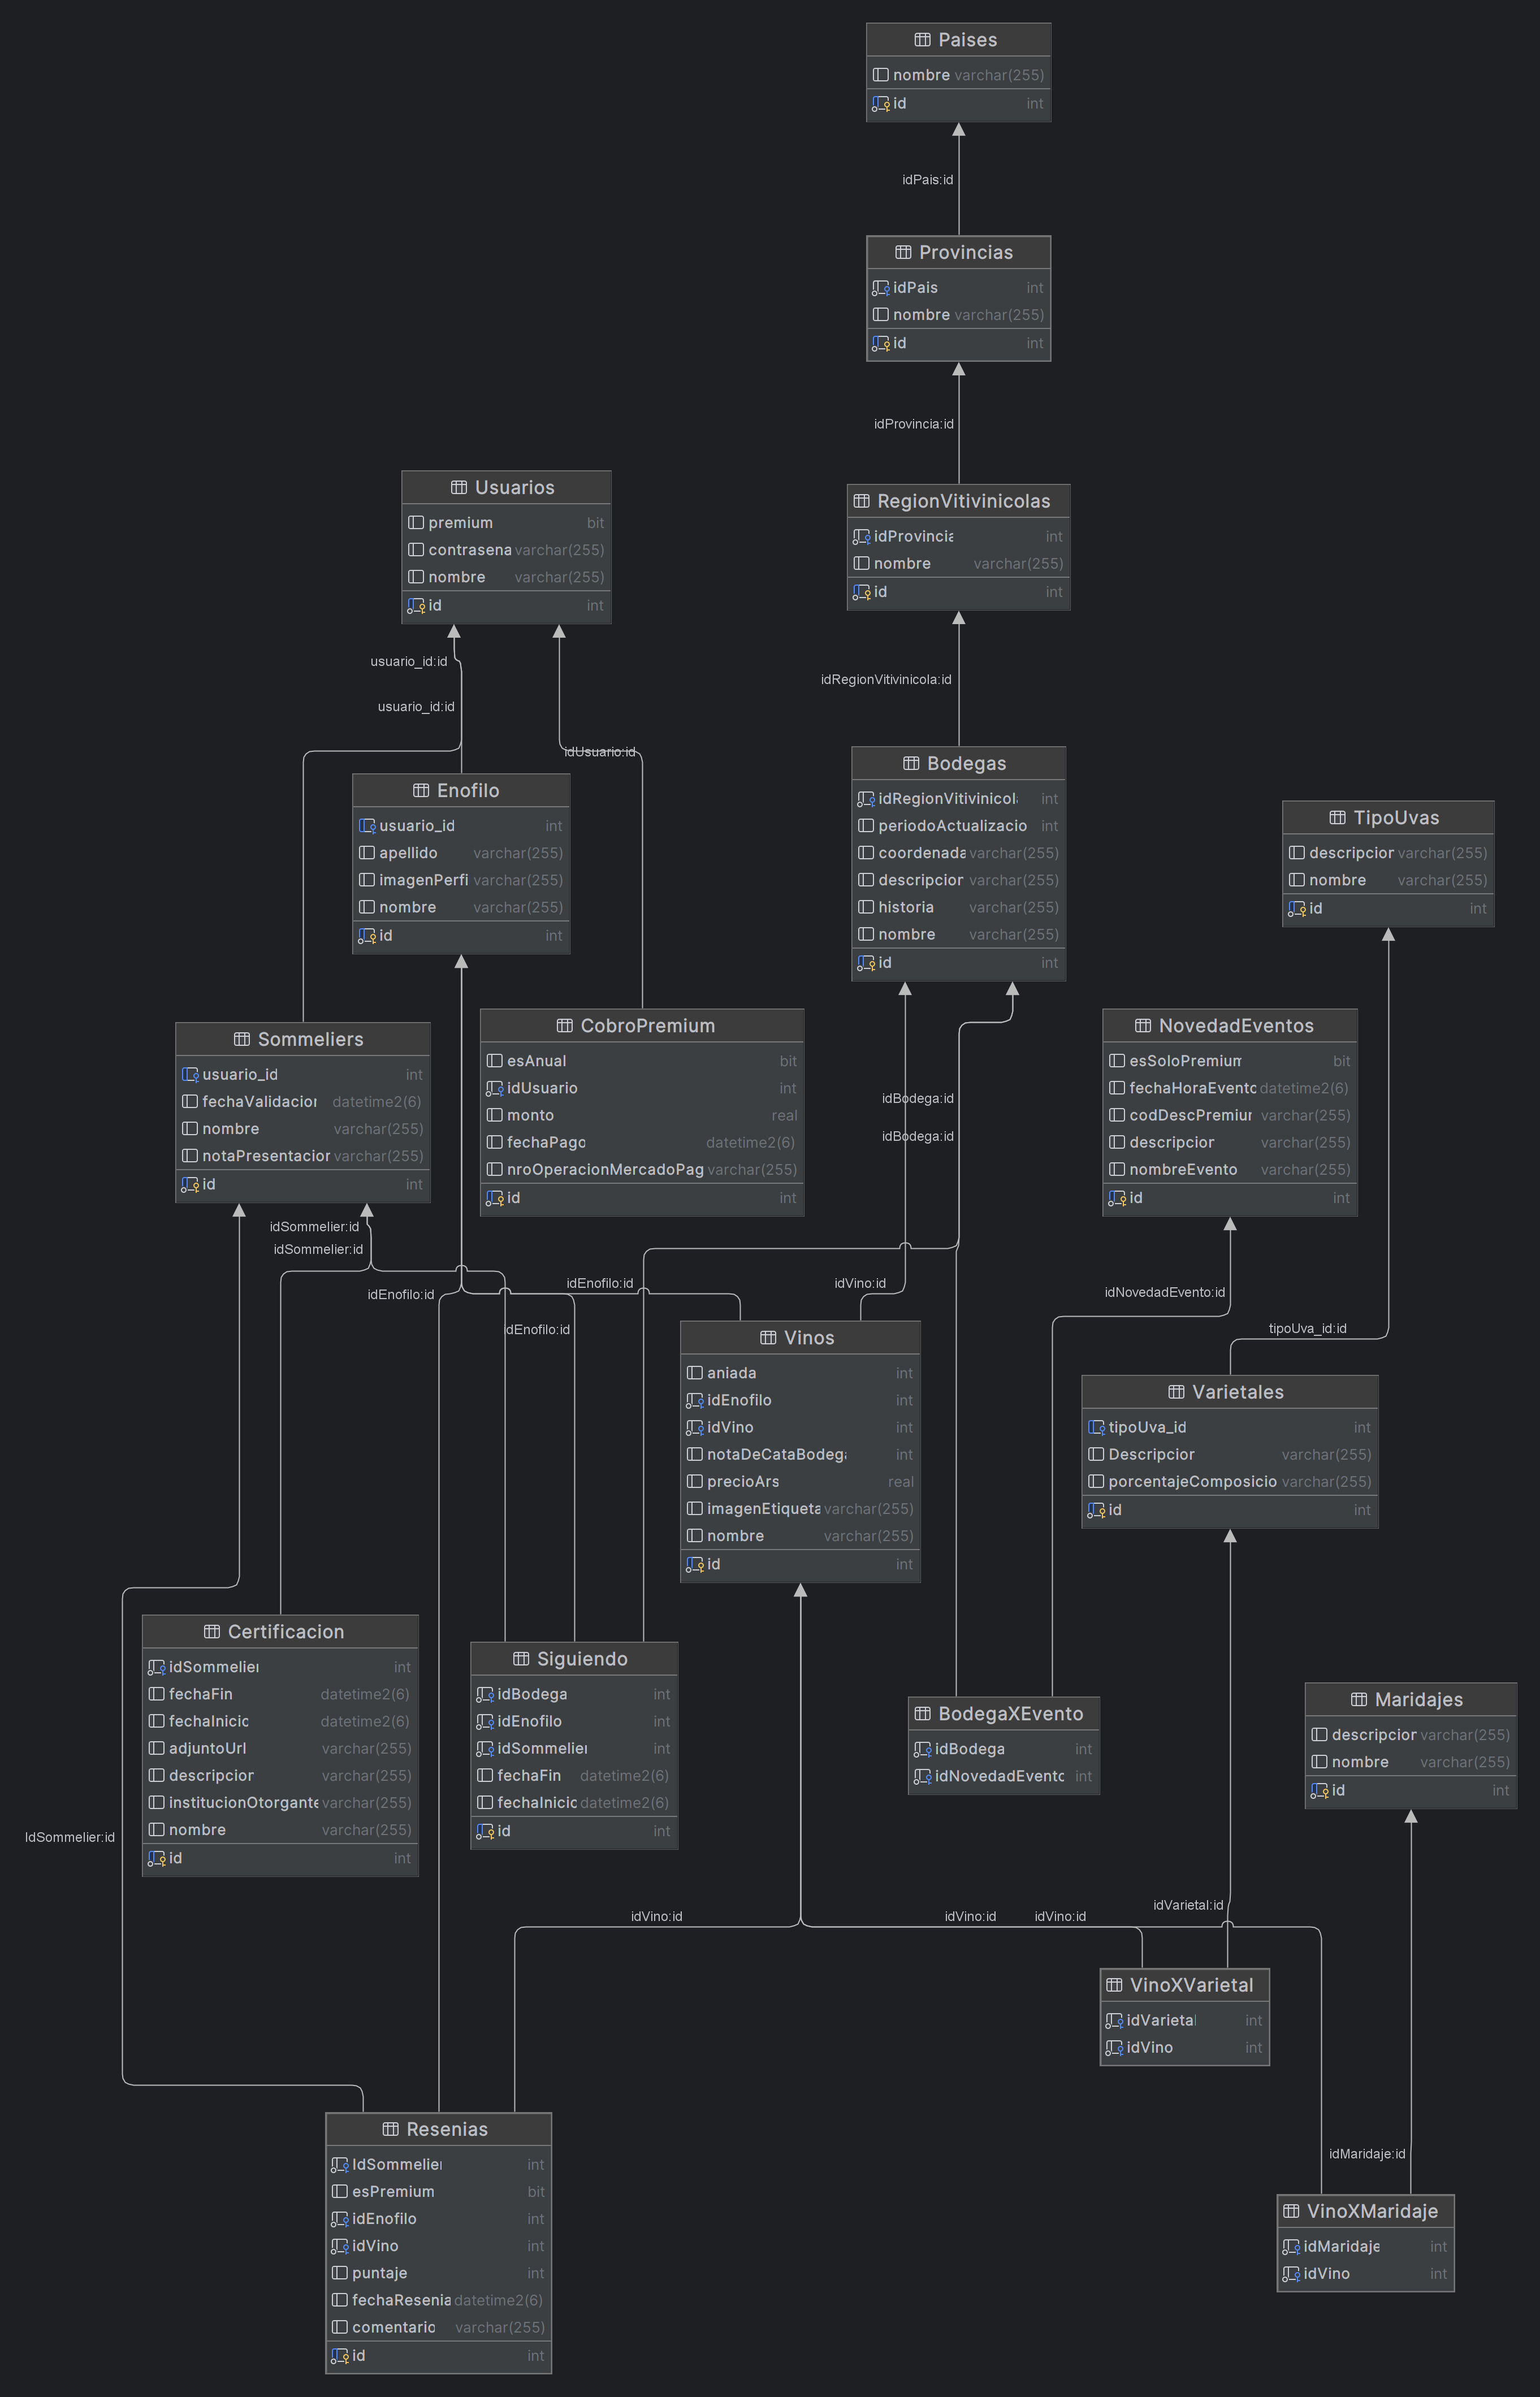 Paises
nombre varchar(255)
id int
idPais:id
Provincias
idPais int
nombre varchar(255)
id int
idProvincia:id
RegionVitivinicolas
idProvincia int
nombre varchar(255)
id int
idRegionVitivinicola:id
Usuarios
premium bit
contrasena varchar(255)
nombre varchar(255)
id int
usuario_id:id
usuario_id:id
idUsuario:id
Enofilo
usuario_id int
apellido varchar(255)
imagenPerfi varchar(255)
nombre varchar(255)
id int
Bodegas
idRegionVitivinicol int
periodoActualizacio int
coordenada varchar(255)
descripcior varchar(255)
historia varchar(255)
nombre varchar(255)
id int
TipoUvas
descripcior varchar(255)
nombre varchar(255)
id int
Sommeliers
usuario_id int
fechaValidacior datetime2(6)
nombre varchar(255)
notaPresentacior varchar(255)
id int
CobroPremium
esAnual bit
idUsuario int
monto real
fechaPago datetime2(6)
nroOperacionMercadoPag varchar(255)
id int
NovedadEventos
esSoloPremium bit
fechaHoraEvento datetime2(6)
codDescPremiur varchar(255)
descripcior varchar(255)
nombreEvento varchar(255)
id int
idBodega:id
idBodega:id
idSommelier:id
idSommelier:id
idEnofilo:id
idEnofilo:id
idEnofilo:id
idVino:id
idNovedadEvento:id
tipoUva_id:id
Vinos
aniada int
idEnofilo int
idVino int
notaDeCataBodega int
precioArs real
imagenEtiqueta varchar(255)
nombre varchar(255)
id int
Varietales
tipoUva_id int
Descripcior varchar(255)
porcentajeComposicio varchar(255)
id int
Certificacion
idSommelier int
fechaFin datetime2(6)
fechaInicio datetime2(6)
adjuntoUrl varchar(255)
descripcior varchar(255)
institucionOtorgante varchar(255)
nombre varchar(255)
id int
Siguiendo
idBodega int
idEnofilo int
idSommelier int
fechaFin datetime2(6)
fechaInicio datetime2(6)
id int
BodegaXEvento
idBodega int
idNovedadEvento int
Maridajes
descripcior varchar(255)
nombre varchar(255)
id int
IdSommelier:id
idVino:id
idVino:id
idVino:id
idVarietal:id
VinoXVarietal
idVarietal int
idVino int
idMaridaje:id
Resenias
IdSommelier int
esPremium bit
idEnofilo int
idVino int
puntaje int
fechaResenia datetime2(6)
comentario varchar(255)
id int
VinoXMaridaje
idMaridaje int
idVino int